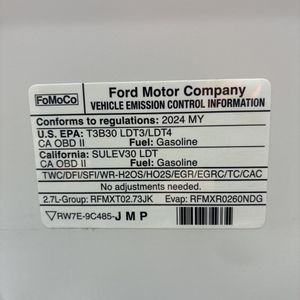 FoMoCo
Ford Motor Company
VEHICLE EMISSION CONTROL INFORMATION
Conforms to regulations: 2024 MY
U.S. EPA: T3B30 LDT3/LDT4
CA OBD II Fuel: Gasoline
California: SULEV30 LDT
CA OBD II Fuel: Gasoline
TWC/DFI/SFI/WR-H2OS/HO2S/EGR/EGRC/TC/CAC
No adjustments needed.
2.7L-Group: RFMXT02.73JK Evap: RFMXR0260NDG
RW7E-9C485-JMP